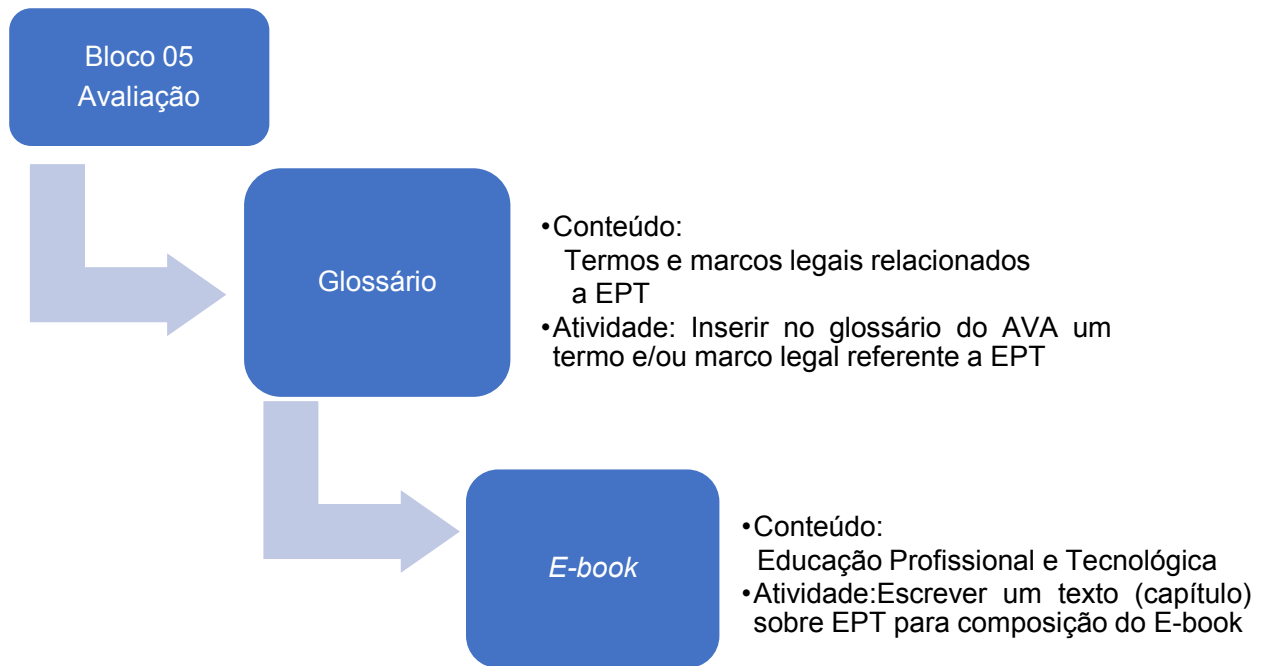 Bloco 05
Avaliação
Glossário
•Conteúdo:
Termos e marcos legais relacionados
a EPT
•Atividade: Inserir no glossário do AVA um
termo e/ou marco legal referente a EPT
E-book
•Conteúdo:
Educação Profissional e Tecnológica
•Atividade:Escrever um texto (capítulo)
sobre EPT para composição do E-book